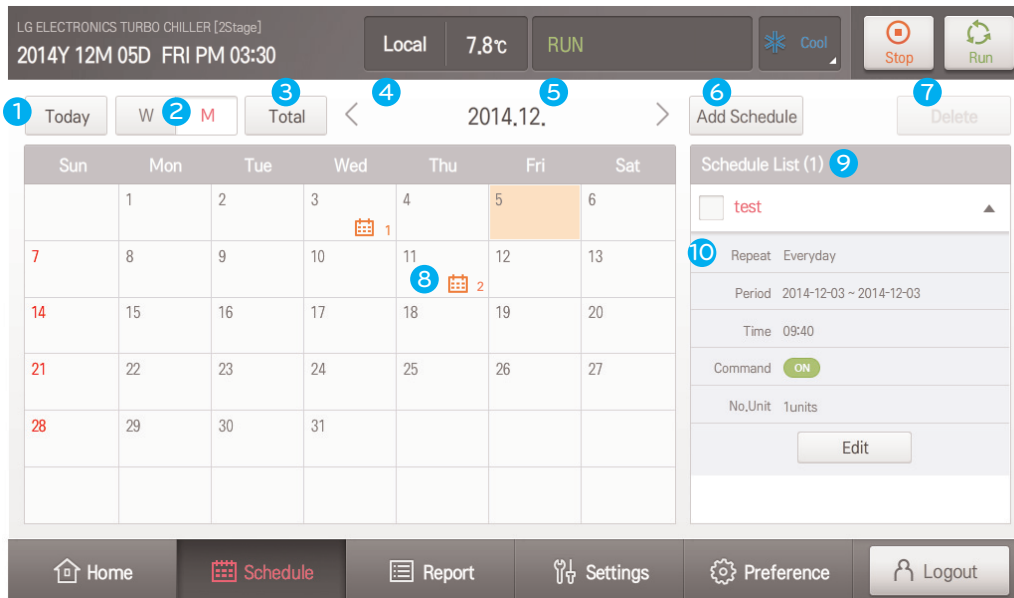 LG ELECTRONICS TURBO CHILLER [2Stage]
2014Y 12M 05D FRI PM 03:30
Local 7.8℃ RUN Cool Stop Run
1 Today W 2 M 3 Total 4 5 2014.12. 6 Add Schedule 7 Delete
Sun Mon Tue Wed Thu Fri Sat
1 2 3 4 5 6
1
7 8 9 10 11 12 13
8 2
14 15 16 17 18 19 20
21 22 23 24 25 26 27
28 29 30 31
Schedule List (1) 9
test
10 Repeat Everyday
Period 2014-12-03 ~ 2014-12-03
Time 09:40
Command ON
No,Unit 1units
Edit
Home Schedule Report Settings Preference Logout